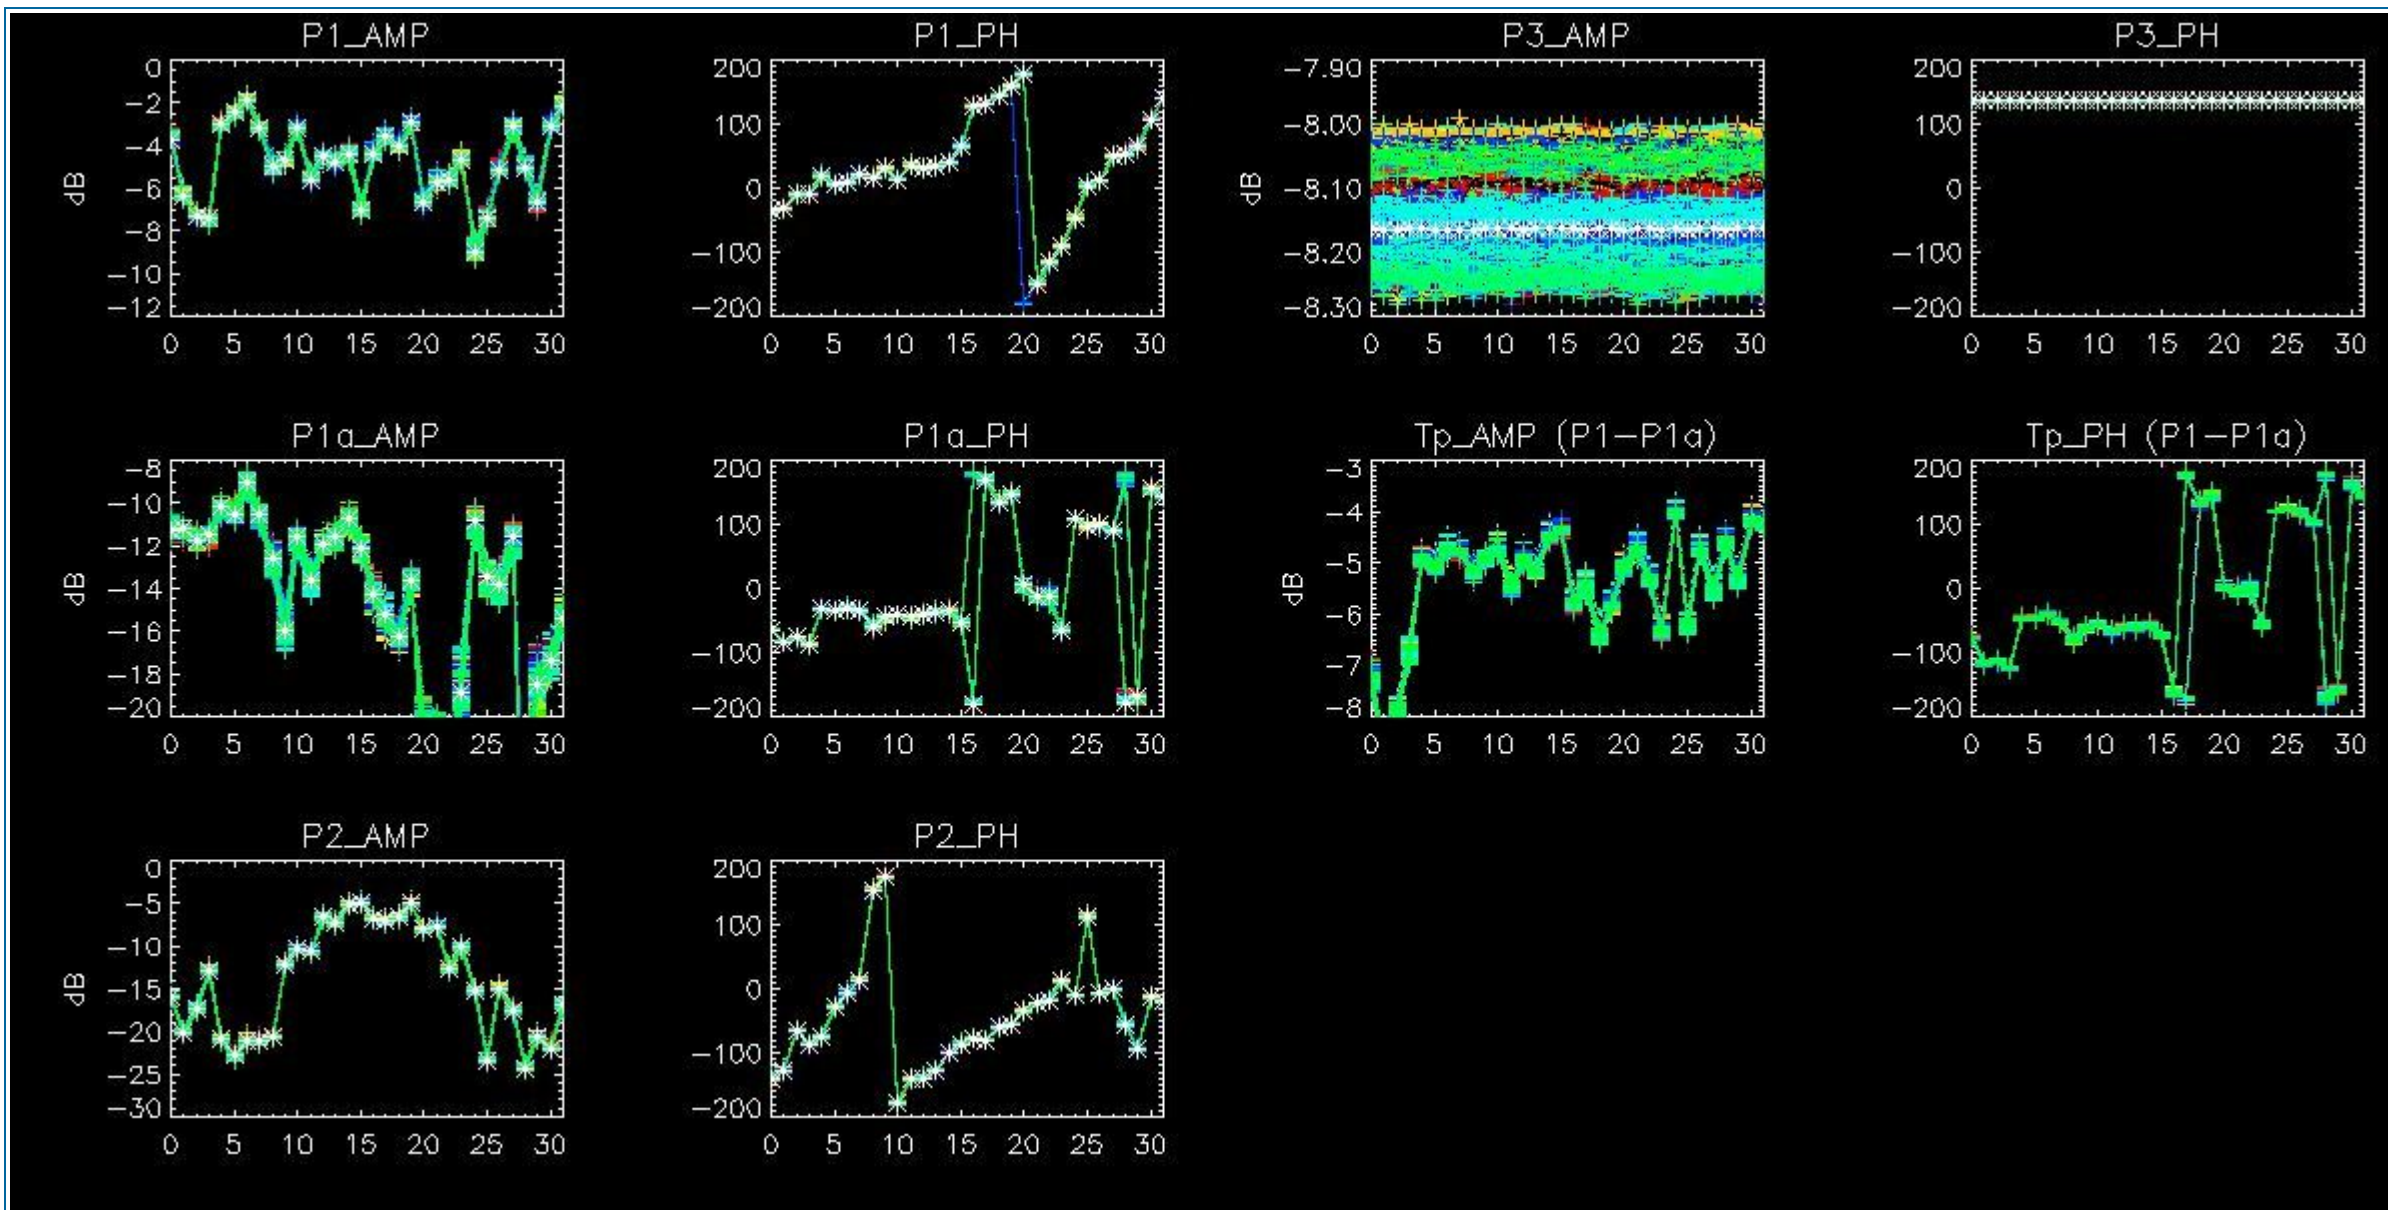 P1_AMP P1_PH P3_AMP P3_PH
0 200 −7.90 200
−2 100 −8.00 100
−4 0 −8.10 0
−6 −100 −8.20 −100
−8 −200 −8.30 −200
−10
−12
dB dB
0 5 10 15 20 25 30 0 5 10 15 20 25 30 0 5 10 15 20 25 30 0 5 10 15 20 25 30
P1a_AMP P1a_PH Tp_AMP (P1−P1a) Tp_PH (P1−P1a)
−8 200 −3 200
−10 100 −4 100
−12 0 −5 0
−14 −100 −6 −100
−16 −200 −7 −200
−18 −8
−20
dB dB
0 5 10 15 20 25 30 0 5 10 15 20 25 30 0 5 10 15 20 25 30 0 5 10 15 20 25 30
P2_AMP P2_PH
0 200
−5 100
−10 0
−15 −100
−20 −200
−25
−30
dB
0 5 10 15 20 25 30 0 5 10 15 20 25 30